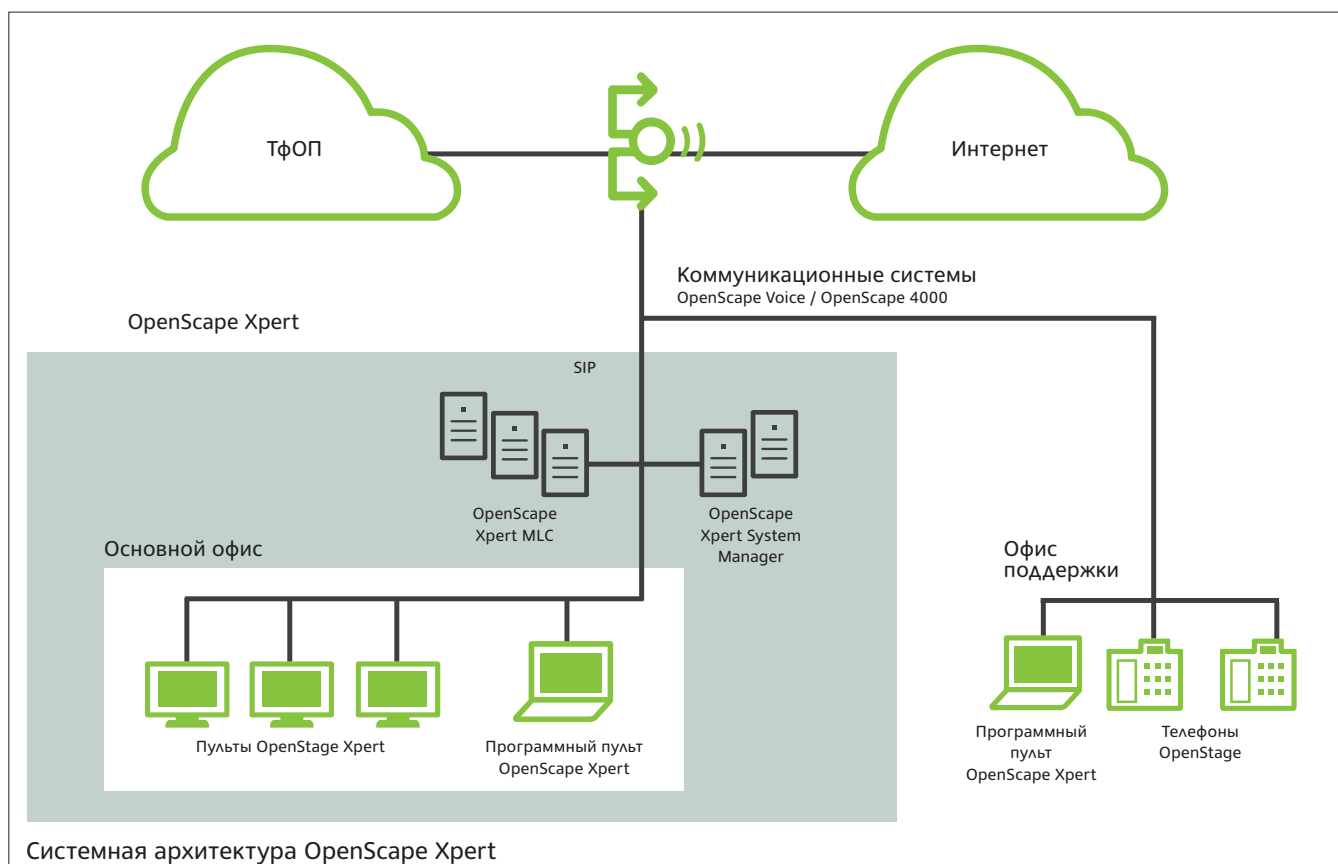 ТфОП
Интернет
Коммуникационные системы
OpenScape Voice / OpenScape 4000
OpenScape Xpert
SIP
OpenScape
Xpert MLC
OpenScape
Xpert System
Manager
Основной офис
Офис
поддержки
Пульты OpenStage Xpert
Программный пульт
OpenScape Xpert
Программный
пульт
OpenScape Xpert
Телефоны
OpenStage
Системная архитектура OpenScape Xpert